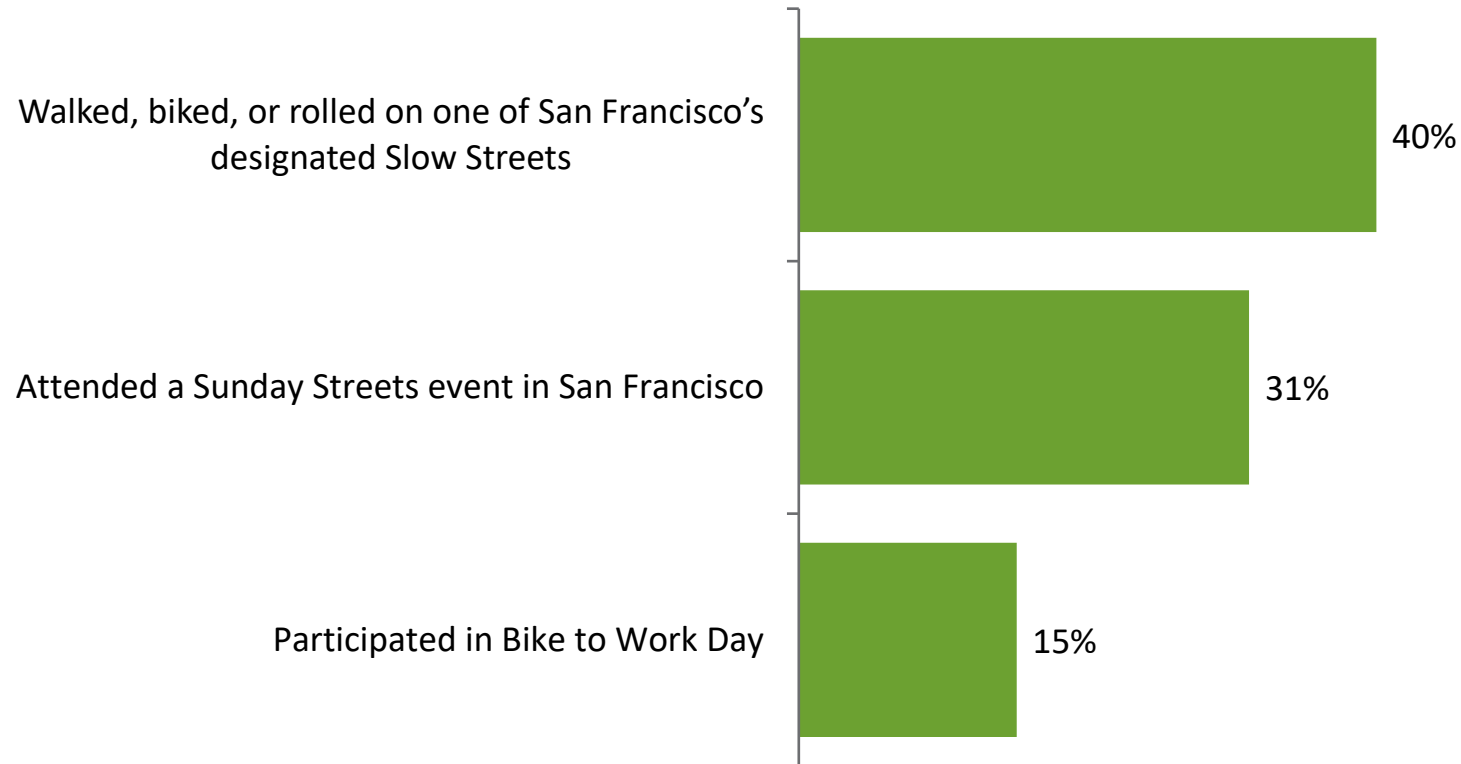 Walked, biked, or rolled on one of San Francisco’s
designated Slow Streets
40%
Attended a Sunday Streets event in San Francisco
31%
Participated in Bike to Work Day
15%